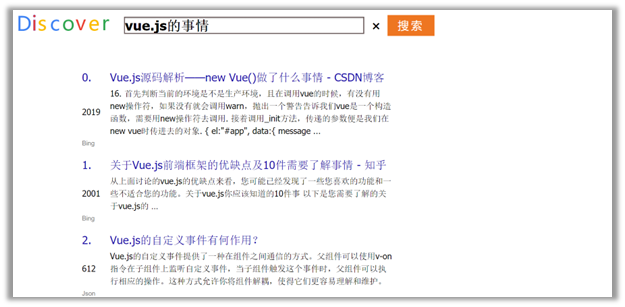 Discover vue.js的事情 × 搜索
0. Vue.js源码解析——new Vue()做了什么事情 - CSDN博客
16. 首先判断当前的环境是不是生产环境，且在调用vue的时候，有没有用
new操作符，如果没有就会调用warn，抛出一个警告告诉我们vue是一个构造
2019
函数，需要用new操作符去调用. 接着调用_init方法，传递的参数便是我们在
new vue时传进去的对象. { el:"#app", data:{ message ...
Bing
1. 关于Vue.js前端框架的优缺点及10件需要了解事情 - 知乎
从上面讨论的vue.js的优缺点来看，您可能已经发现了一些您喜欢的功能和一
2001
些不适合您的功能。关于vue.js你应该知道的10件事 以下是您需要了解的关
于vue.js的 ...
Bing
2. Vue.js的自定义事件有何作用？
Vue.js的自定义事件提供了一种在组件之间通信的方式。父组件可以使用v-on
612
指令在子组件上监听自定义事件，当子组件触发这个事件时，父组件可以执
行相应的操作。这种方式允许你将组件解耦，使得它们更容易理解和维护。
Json